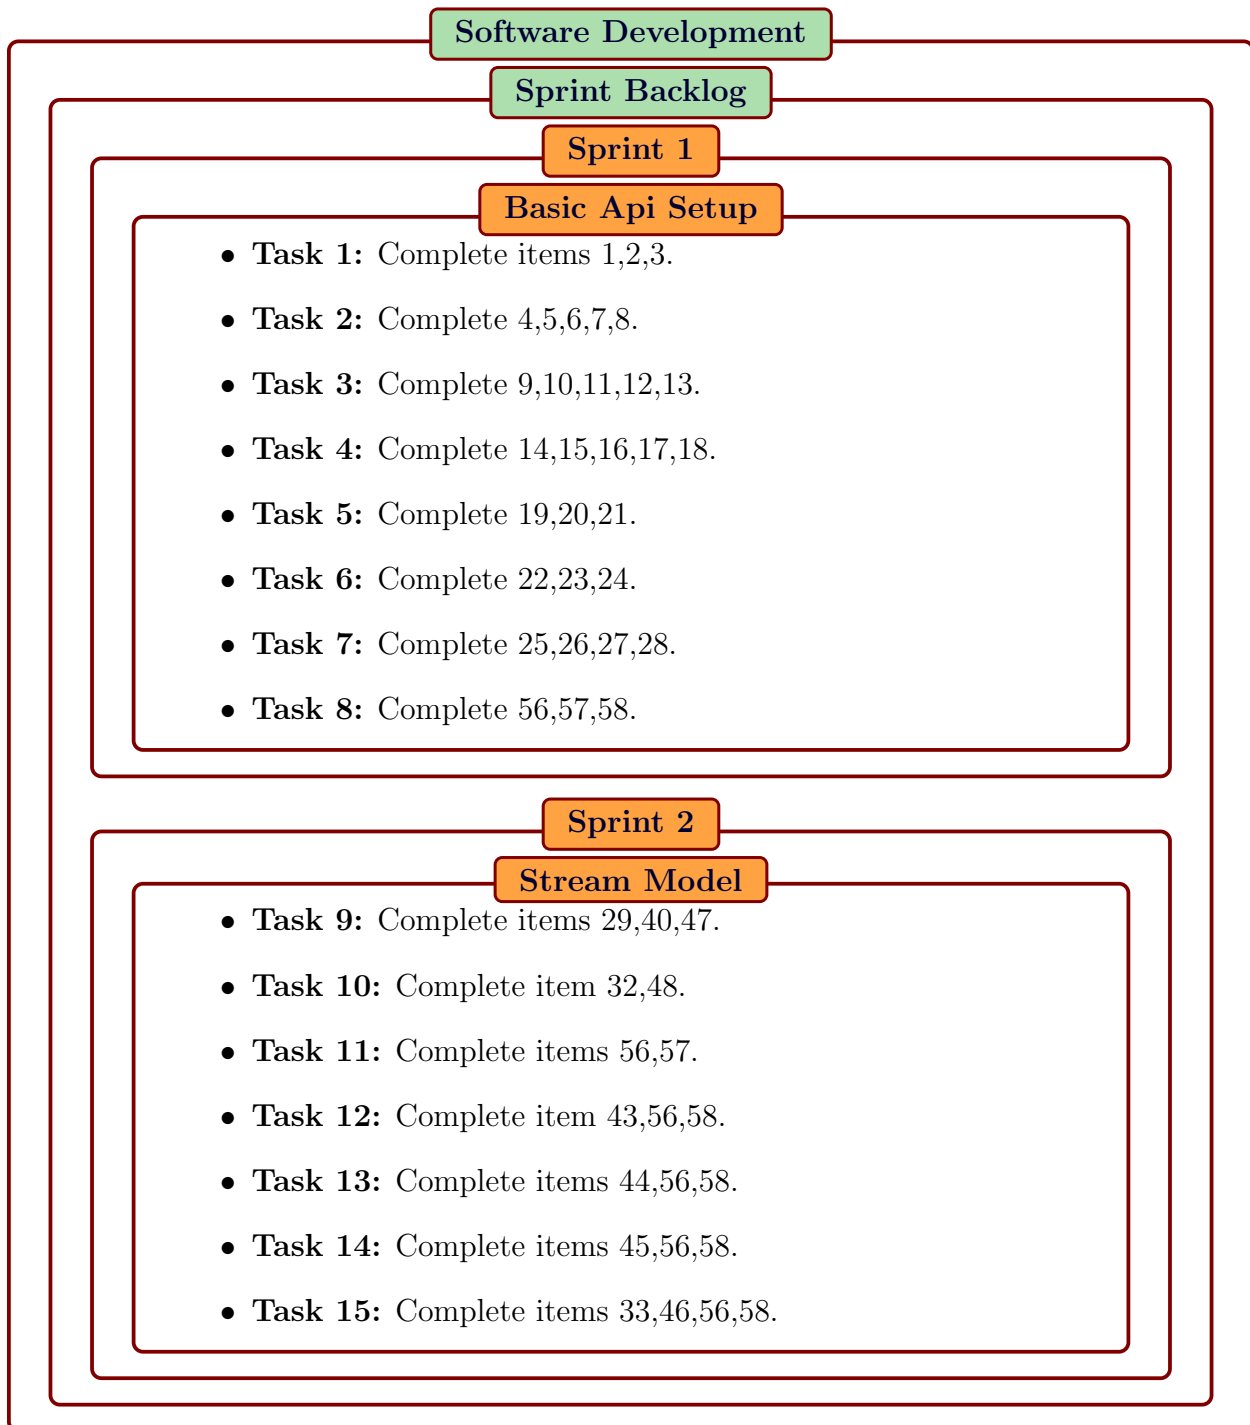 Software Development
Sprint Backlog
Sprint 1
Basic Api Setup
• Task 1: Complete items 1,2,3.
• Task 2: Complete 4,5,6,7,8.
• Task 3: Complete 9,10,11,12,13.
• Task 4: Complete 14,15,16,17,18.
• Task 5: Complete 19,20,21.
• Task 6: Complete 22,23,24.
• Task 7: Complete 25,26,27,28.
• Task 8: Complete 56,57,58.
Sprint 2
Stream Model
• Task 9: Complete items 29,40,47.
• Task 10: Complete item 32,48.
• Task 11: Complete items 56,57.
• Task 12: Complete item 43,56,58.
• Task 13: Complete items 44,56,58.
• Task 14: Complete items 45,56,58.
• Task 15: Complete items 33,46,56,58.